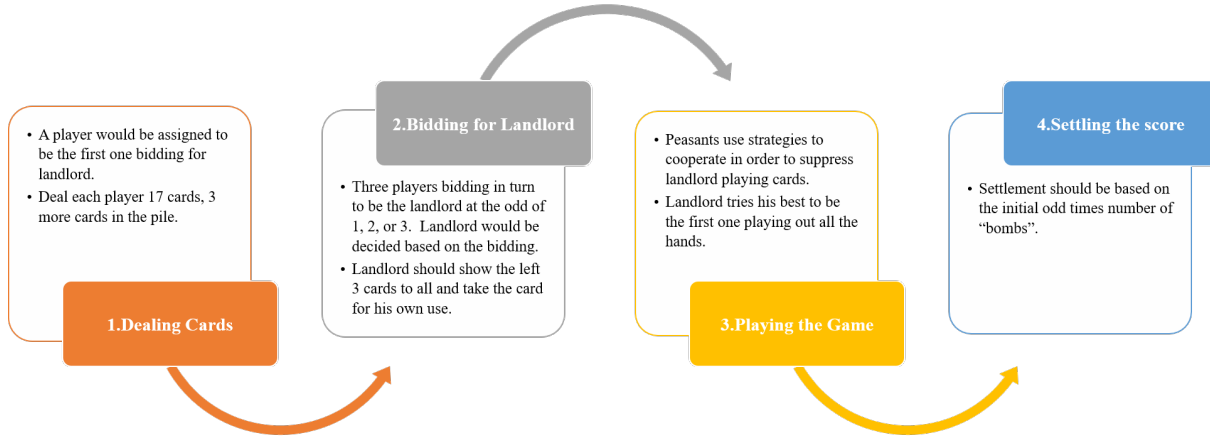 • A player would be assigned to
be the first one bidding for
landlord.
• Deal each player 17 cards, 3
more cards in the pile.
1.Dealing Cards
2.Bidding for Landlord
• Three players bidding in turn
to be the landlord at the odd of
1, 2, or 3.  Landlord would be
decided based on the bidding.
• Landlord should show the left
3 cards to all and take the card
for his own use.
• Peasants use strategies to
cooperate in order to suppress
landlord playing cards.
• Landlord tries his best to be
the first one playing out all the
hands.
3.Playing the Game
4.Settling the score
• Settlement should be based on
the initial odd times number of
“bombs”.